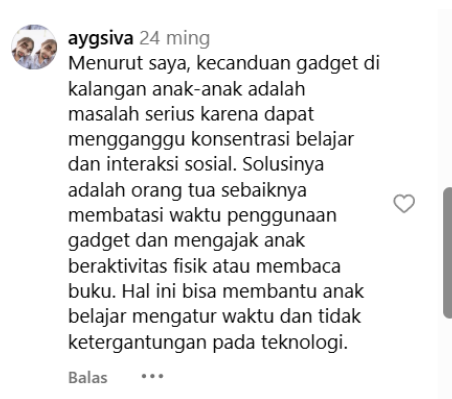 aygsiva 24 ming
Menurut saya, kecanduan gadget di
kalangan anak-anak adalah
masalah serius karena dapat
mengganggu konsentrasi belajar
dan interaksi sosial. Solusinya
adalah orang tua sebaiknya
membatasi waktu penggunaan
gadget dan mengajak anak
beraktivitas fisik atau membaca
buku. Hal ini bisa membantu anak
belajar mengatur waktu dan tidak
ketergantungan pada teknologi.
Balas